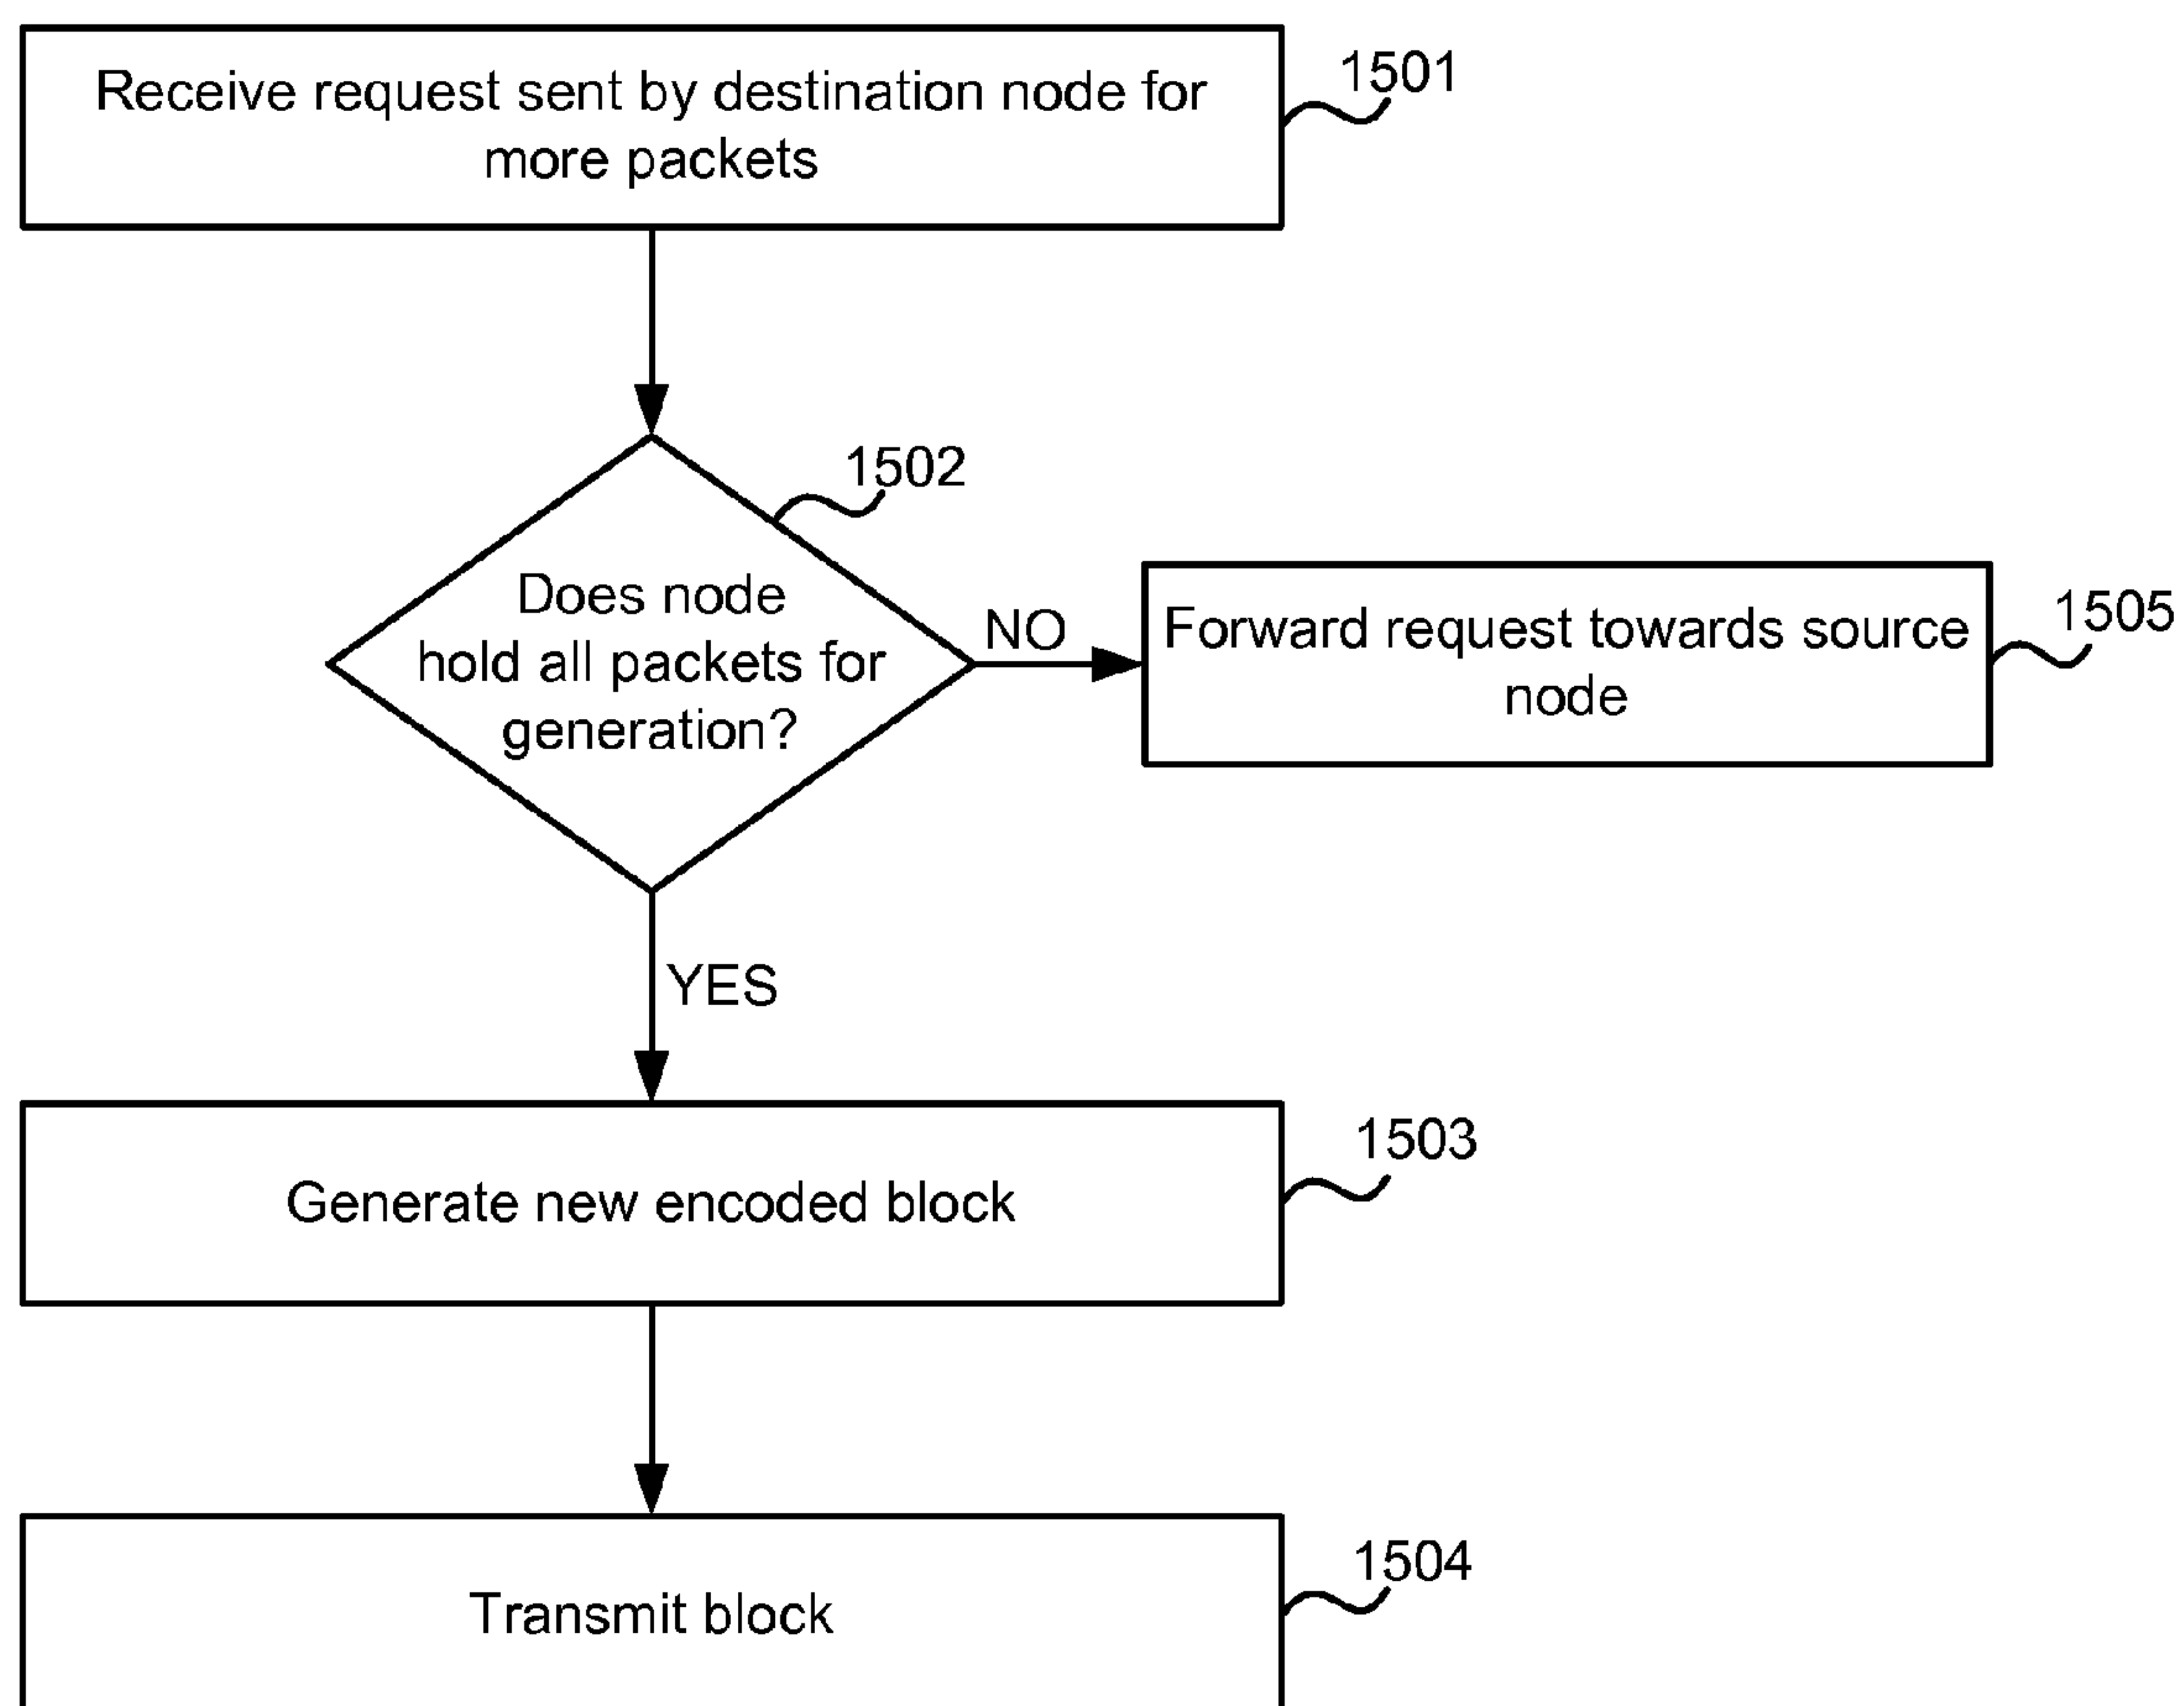 Receive request sent by destination node for
more packets
1501
1502
Does node
hold all packets for
generation?
NO
Forward request towards source
node
1505
YES
Generate new encoded block
1503
Transmit block
1504